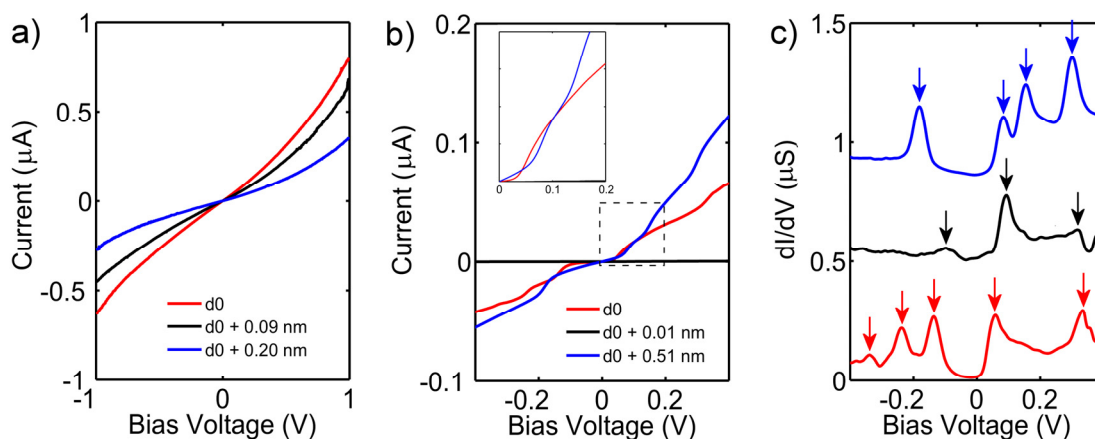 a)
Current (μA)
1
0.5
0
-0.5
-1
-1
0
1
Bias Voltage (V)
d0
d0 + 0.09 nm
d0 + 0.20 nm
b)
Current (μA)
0.2
0.1
0
-0.1
-0.2
0
0.2
Bias Voltage (V)
0
0.1
0.2
d0
d0 + 0.01 nm
d0 + 0.51 nm
c)
dI/dV (μS)
1.5
1
0.5
0
-0.2
0
0.2
Bias Voltage (V)